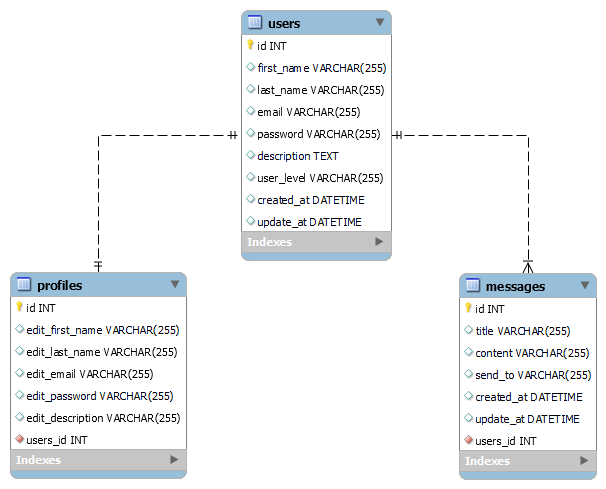 users
id INT
first_name VARCHAR(255)
last_name VARCHAR(255)
email VARCHAR(255)
password VARCHAR(255)
description TEXT
user_level VARCHAR(255)
created_at DATETIME
update_at DATETIME
Indexes
profiles
id INT
edit_first_name VARCHAR(255)
edit_last_name VARCHAR(255)
edit_email VARCHAR(255)
edit_password VARCHAR(255)
edit_description VARCHAR(255)
users_id INT
Indexes
messages
id INT
title VARCHAR(255)
content VARCHAR(255)
send_to VARCHAR(255)
created_at DATETIME
update_at DATETIME
users_id INT
Indexes